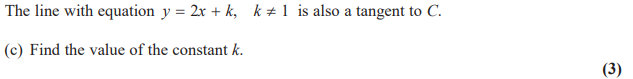 The line with equation y = 2x + k, k ≠ 1 is also a tangent to C.
(c) Find the value of the constant k.
(3)